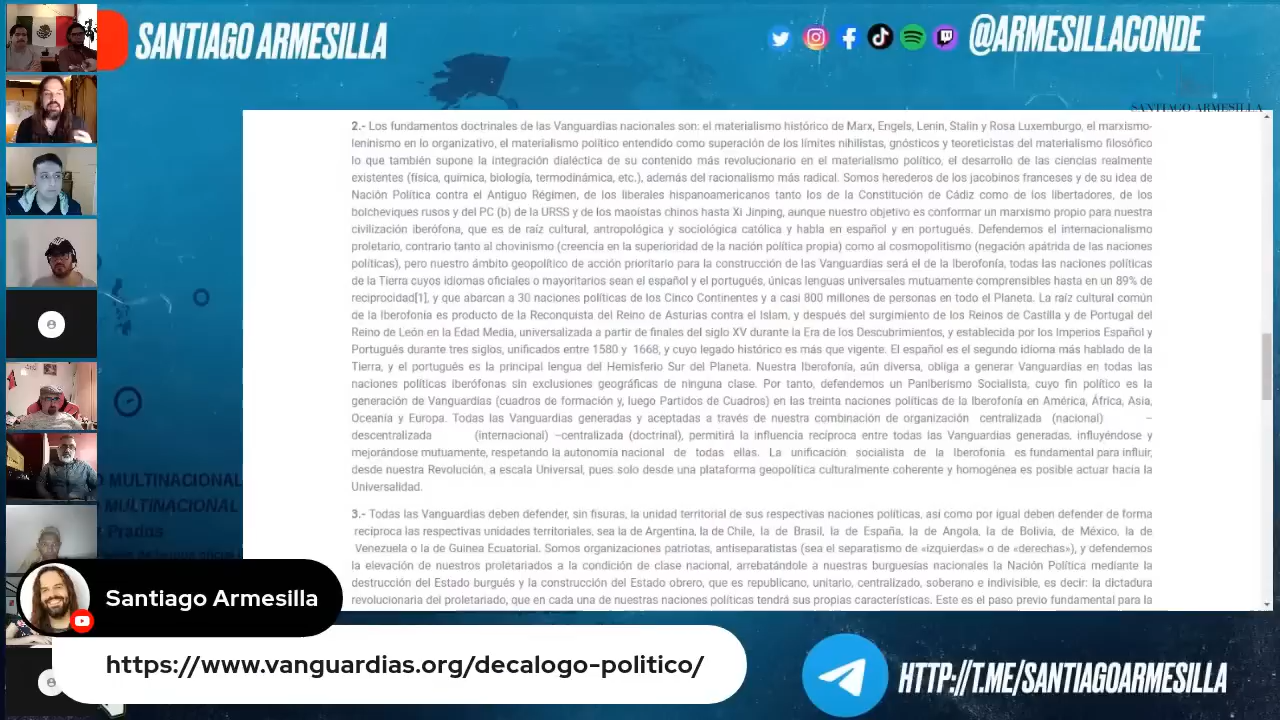 SANTIAGO ARMESILLA
@ARMESILLACONDE
SANTIAGO ARMESILLA
2.- Los fundamentos doctrinales de las Vanguardias nacionales son: el materialismo histórico de Marx, Engels, Lenin, Stalin y Rosa Luxemburgo, el marxismo-
leninismo en lo organizativo, el materialismo político entendido como superación de los límites nihilistas, gnósticos y teoreticistas del materialismo filosófico
lo que también supone la integración dialéctica de su contenido más revolucionario en el materialismo político, el desarrollo de las ciencias realmente
existentes (física, química, biología, termodinámica, etc.), además del racionalismo más radical. Somos herederos de los jacobinos franceses y de su idea de
Nación Política contra el Antiguo Régimen, de los liberales hispanoamericanos tanto los de la Constitución de Cádiz como de los libertadores, de los
bolcheviques rusos y del PC (b) de la URSS y de los maoístas chinos hasta Xi Jinping, aunque nuestro objetivo es conformar un marxismo propio para nuestra
civilización iberófona, que es de raíz cultural, antropológica y sociológica católica y habla en español y en portugués. Defendemos el internacionalismo
proletario, contrario tanto al chovinismo (creencia en la superioridad de la nación política propia) como al cosmopolitismo (negación apátrida de las naciones
políticas), pero nuestro ámbito geopolítico de acción prioritario para la construcción de las Vanguardias será el de la Iberofonía, todas las naciones políticas
de la Tierra cuyos idiomas oficiales o mayoritarios sean el español y el portugués, únicas lenguas universales mutuamente comprensibles hasta en un 89% de
reciprocidad[1], y que abarcan a 30 naciones políticas de los Cinco Continentes y a casi 800 millones de personas en todo el Planeta. La raíz cultural común
de la Iberofonía es producto de la Reconquista del Reino de Asturias contra el Islam, y después del surgimiento de los Reinos de Castilla y de Portugal del
Reino de León en la Edad Media, universalizada a partir de finales del siglo XV durante la Era de los Descubrimientos, y establecida por los Imperios Español y
Portugués durante tres siglos, unificados entre 1580 y 1668, y cuyo legado histórico es más que vigente. El español es el segundo idioma más hablado de la
Tierra, y el portugués es la principal lengua del Hemisferio Sur del Planeta. Nuestra Iberofonía, aún diversa, obliga a generar Vanguardias en todas las
naciones políticas iberófonas sin exclusiones geográficas de ninguna clase. Por tanto, defendemos un Paniberismo Socialista, cuyo fin político es la
generación de Vanguardias (cuadros de formación y, luego Partidos de Cuadros) en las treinta naciones políticas de la Iberofonía en América, África, Asia,
Oceanía y Europa. Todas las Vanguardias generadas y aceptadas a través de nuestra combinación de organización centralizada (nacional) –
descentralizada (internacional) –centralizada (doctrinal), permitirá la influencia recíproca entre todas las Vanguardias generadas, influyéndose y
mejorándose mutuamente, respetando la autonomía nacional de todas ellas. La unificación socialista de la Iberofonía es fundamental para influir,
desde nuestra Revolución, a escala Universal, pues solo desde una plataforma geopolítica culturalmente coherente y homogénea es posible actuar hacia la
Universalidad.
3.- Todas las Vanguardias deben defender, sin fisuras, la unidad territorial de sus respectivas naciones políticas, así como por igual deben defender de forma
recíproca las respectivas unidades territoriales, sea la de Argentina, la de Chile, la de Brasil, la de España, la de Angola, la de Bolivia, de México, la de
Venezuela o la de Guinea Ecuatorial. Somos organizaciones patriotas, antiseparatistas (sea el separatismo de «izquierdas» o de «derechas»), y defendemos
la elevación de nuestros proletariados a la condición de clase nacional, arrebatándole a nuestras burguesías nacionales la Nación Política mediante la
destrucción del Estado burgués y la construcción del Estado obrero, que es republicano, unitario, centralizado, soberano e indivisible, es decir: la dictadura
revolucionaria del proletariado, que en cada una de nuestras naciones políticas tendrá sus propias características. Este es el paso previo fundamental para la
O MULTINACIONAL
O MULTINACIONAL
Prados
Santiago Armesilla
https://www.vanguardias.org/decalogo-politico/
HTTP://T.ME/SANTIAGOARMESILLA